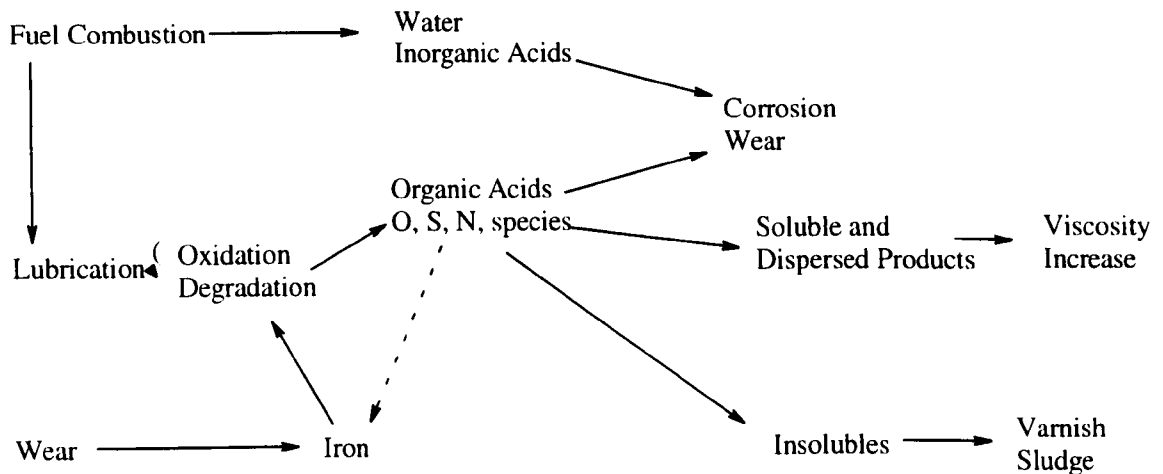 Fuel Combustion
Water
Inorganic Acids
Corrosion
Wear
Organic Acids
O, S, N, species
Soluble and
Dispersed Products
Viscosity
Increase
Lubrication
Oxidation
Degradation
Wear
Iron
Insolubles
Varnish
Sludge